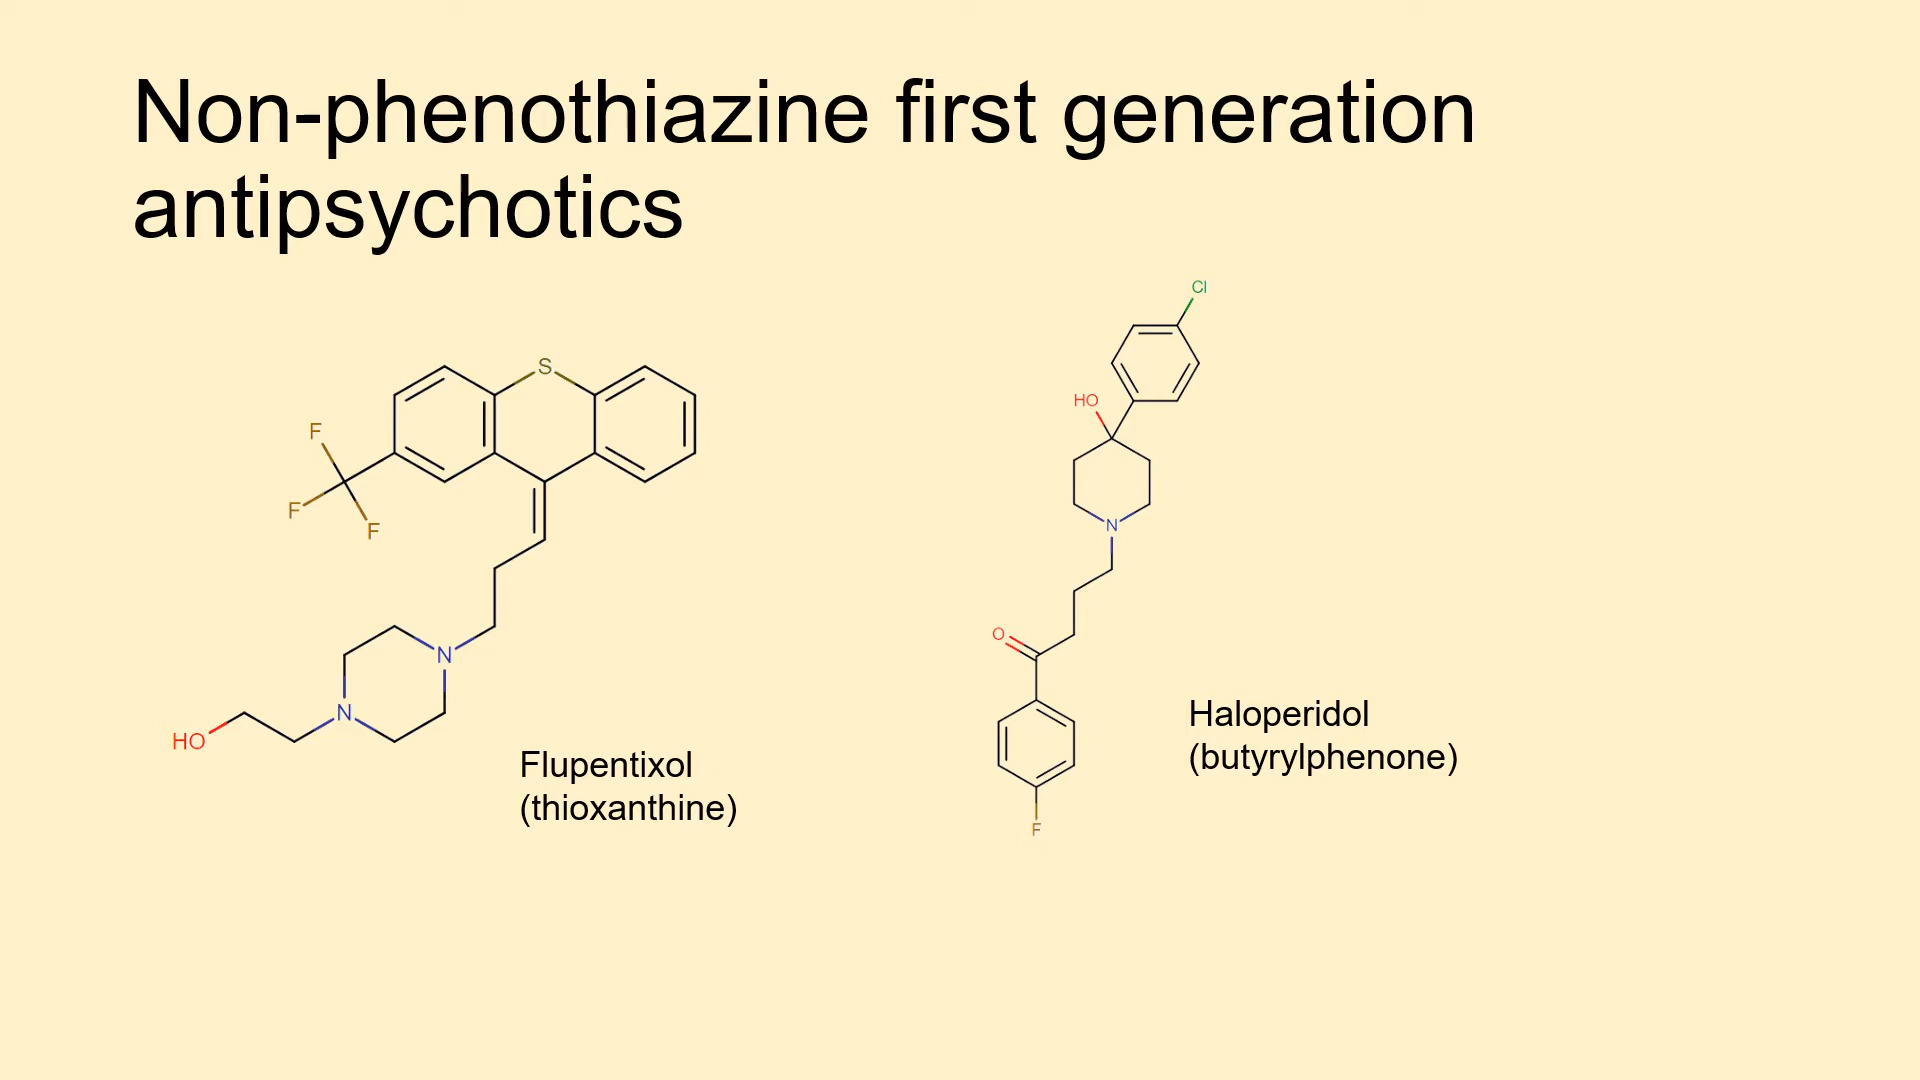 Non-phenothiazine first generation
antipsychotics
Cl
HO
N
O
F
S
F
F
F
N
N
HO
Flupentixol
(thioxanthine)
Haloperidol
(butyrylphenone)